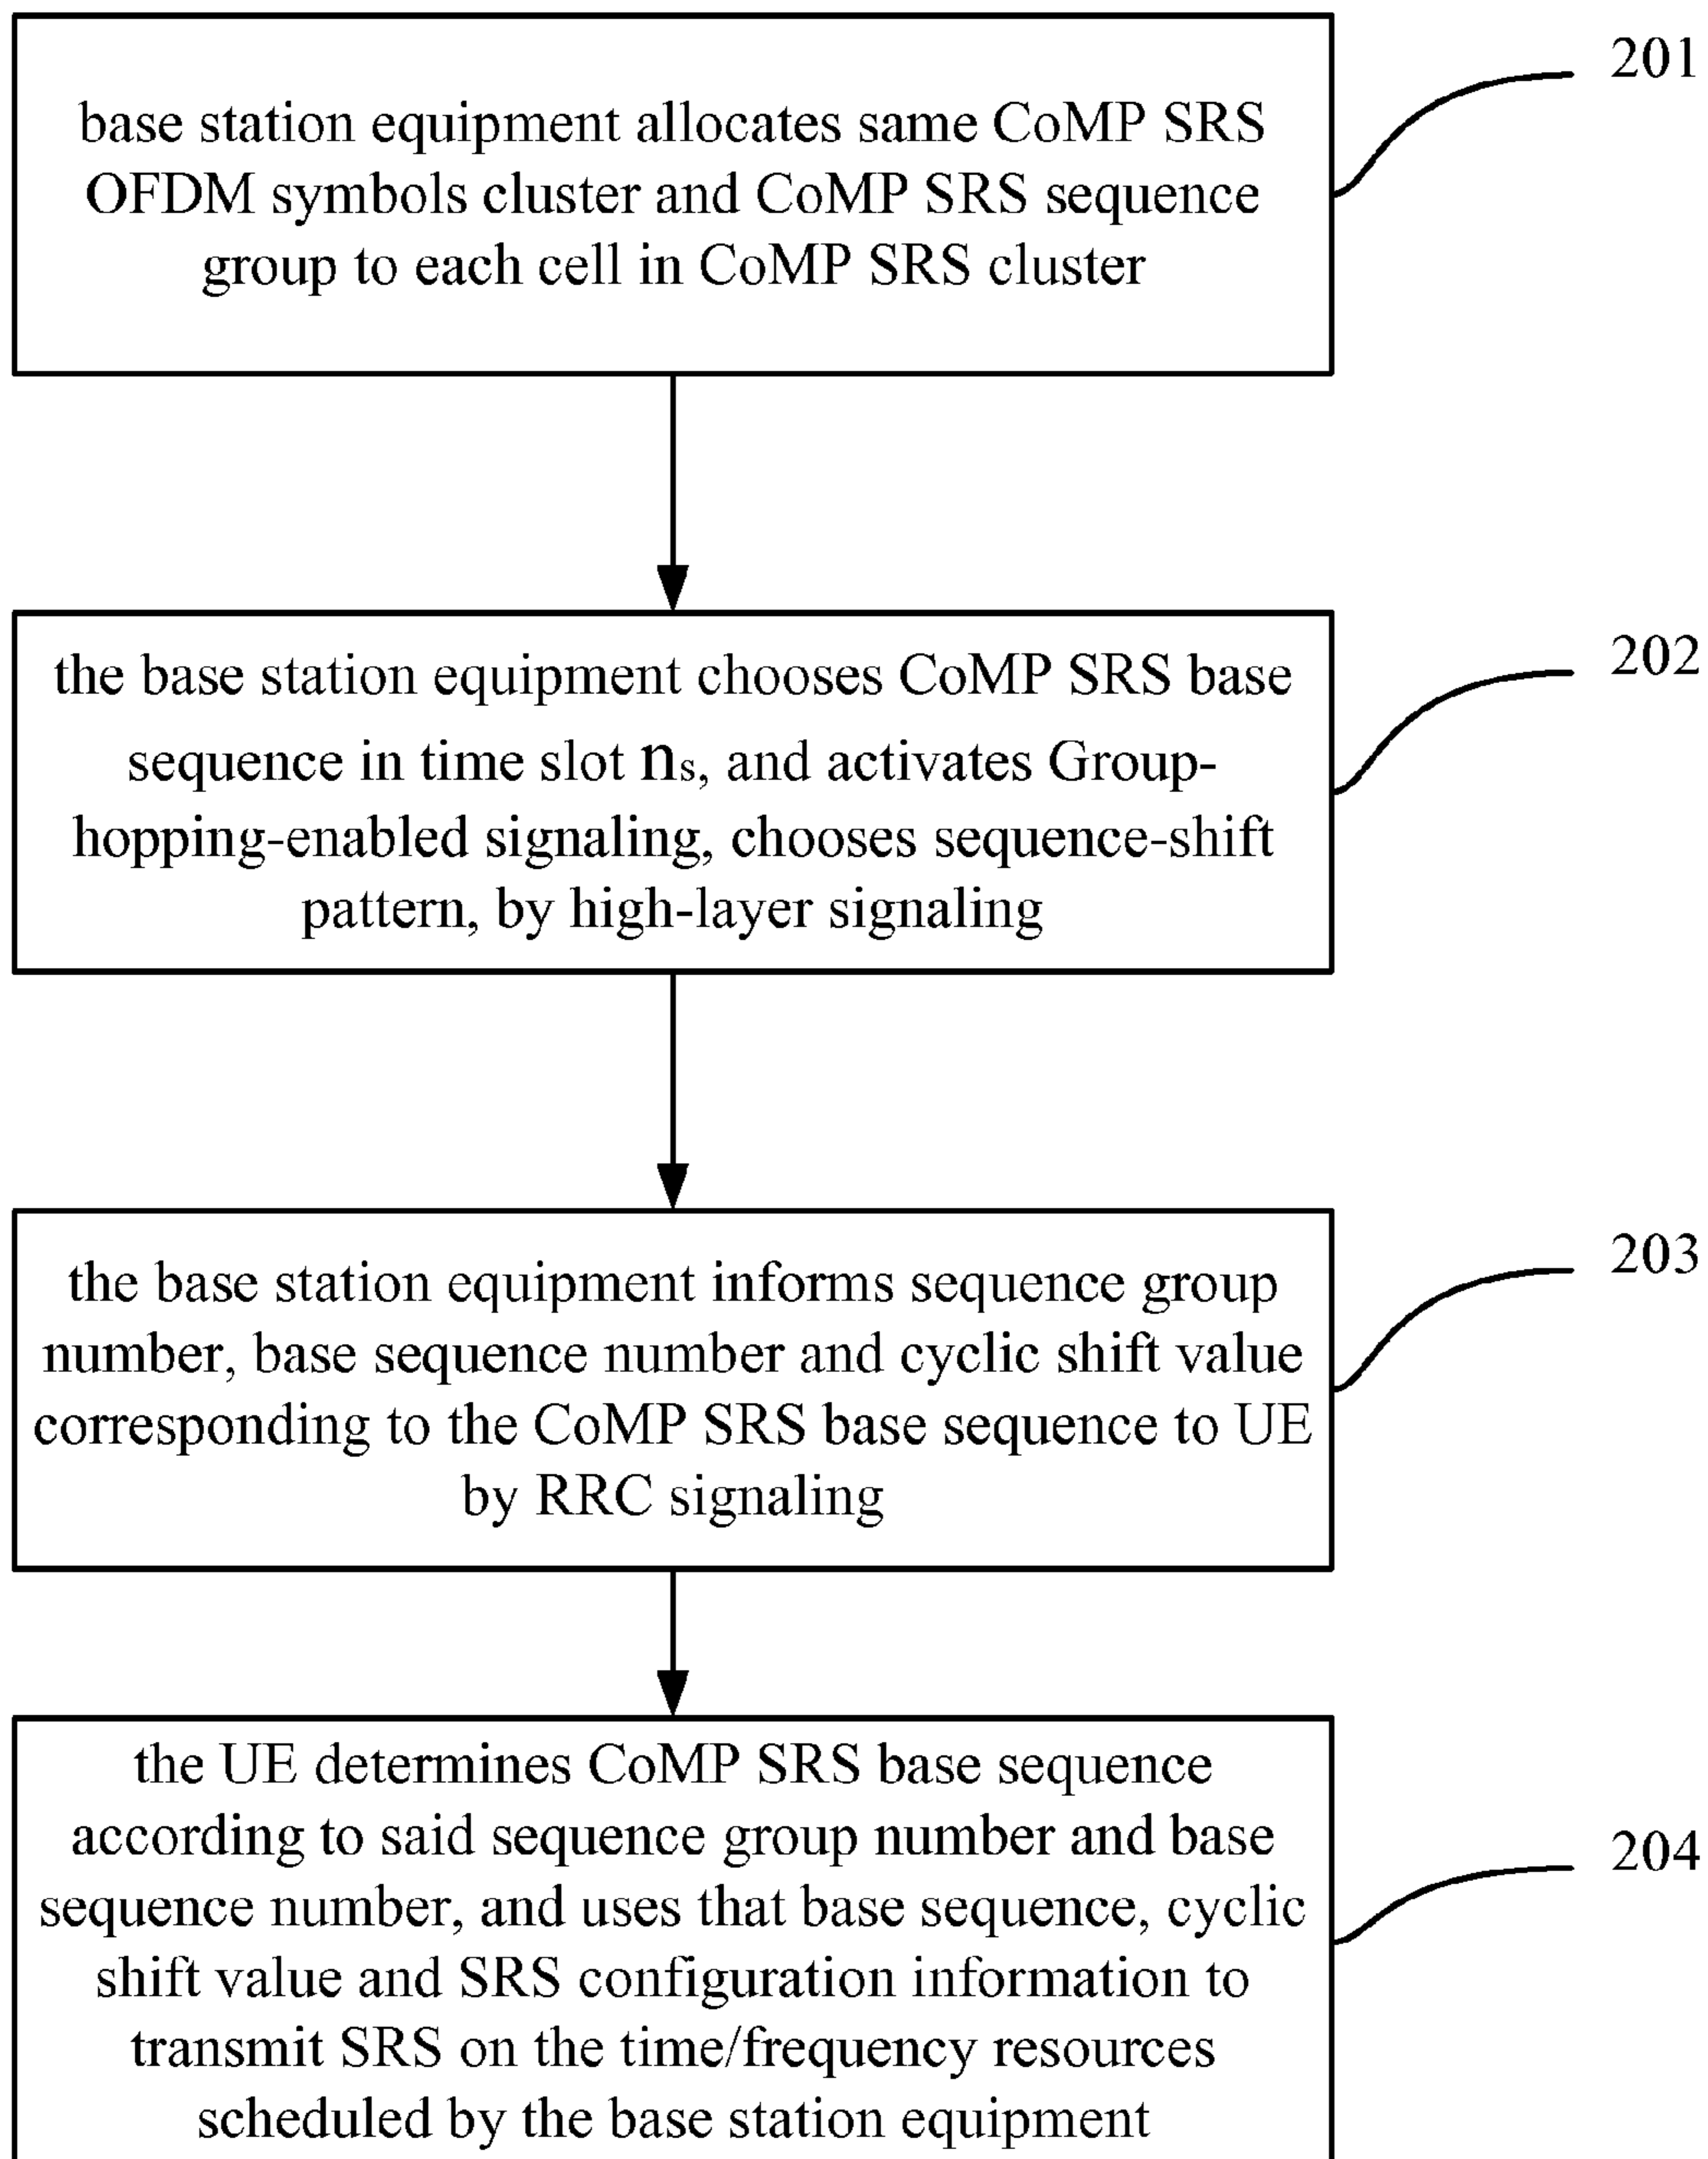 base station equipment allocates same CoMP SRS
OFDM symbols cluster and CoMP SRS sequence
group to each cell in CoMP SRS cluster
201
the base station equipment chooses CoMP SRS base
sequence in time slot ns, and activates Group-
hopping-enabled signaling, chooses sequence-shift
pattern, by high-layer signaling
202
the base station equipment informs sequence group
number, base sequence number and cyclic shift value
corresponding to the CoMP SRS base sequence to UE
by RRC signaling
203
the UE determines CoMP SRS base sequence
according to said sequence group number and base
sequence number, and uses that base sequence, cyclic
shift value and SRS configuration information to
transmit SRS on the time/frequency resources
scheduled by the base station equipment
204